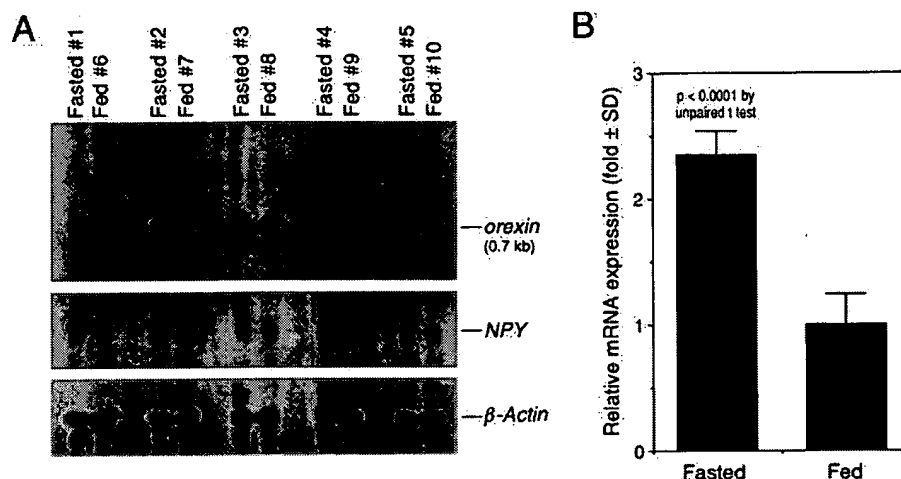 A
Fasted #1
Fed #6
Fasted #2
Fed #7
Fasted #3
Fed #8
Fasted #4
Fed #9
Fasted #5
Fed #10
orexin
(0.7 kb)
NPY
β-Actin
B
Relative mRNA expression (fold ± SD)
3
2
1
0
p < 0.0001 by
unpaired t test
Fasted
Fed